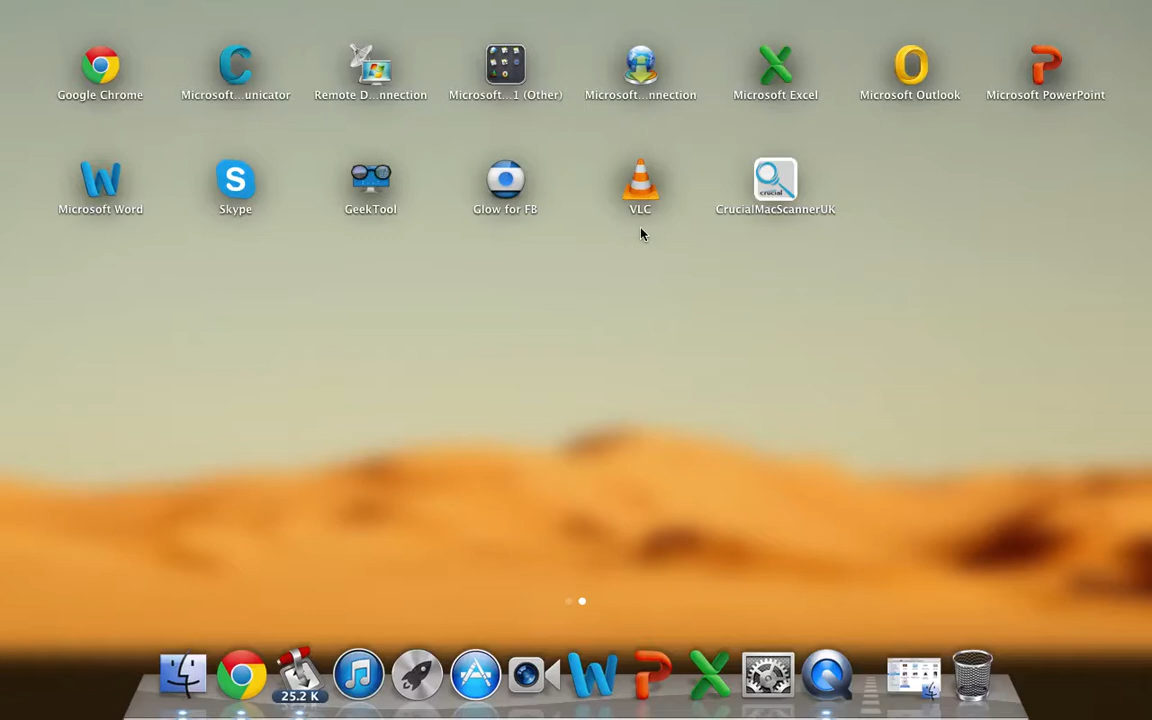 Google Chrome
Microsoft...unicator
Remote D...nnection
Microsoft...1 (Other)
Microsoft...nnection
Microsoft Excel
Microsoft Outlook
Microsoft PowerPoint
Microsoft Word
Skype
GeekTool
Glow for FB
VLC
crucial
CrucialMacScannerUK
25.2 K